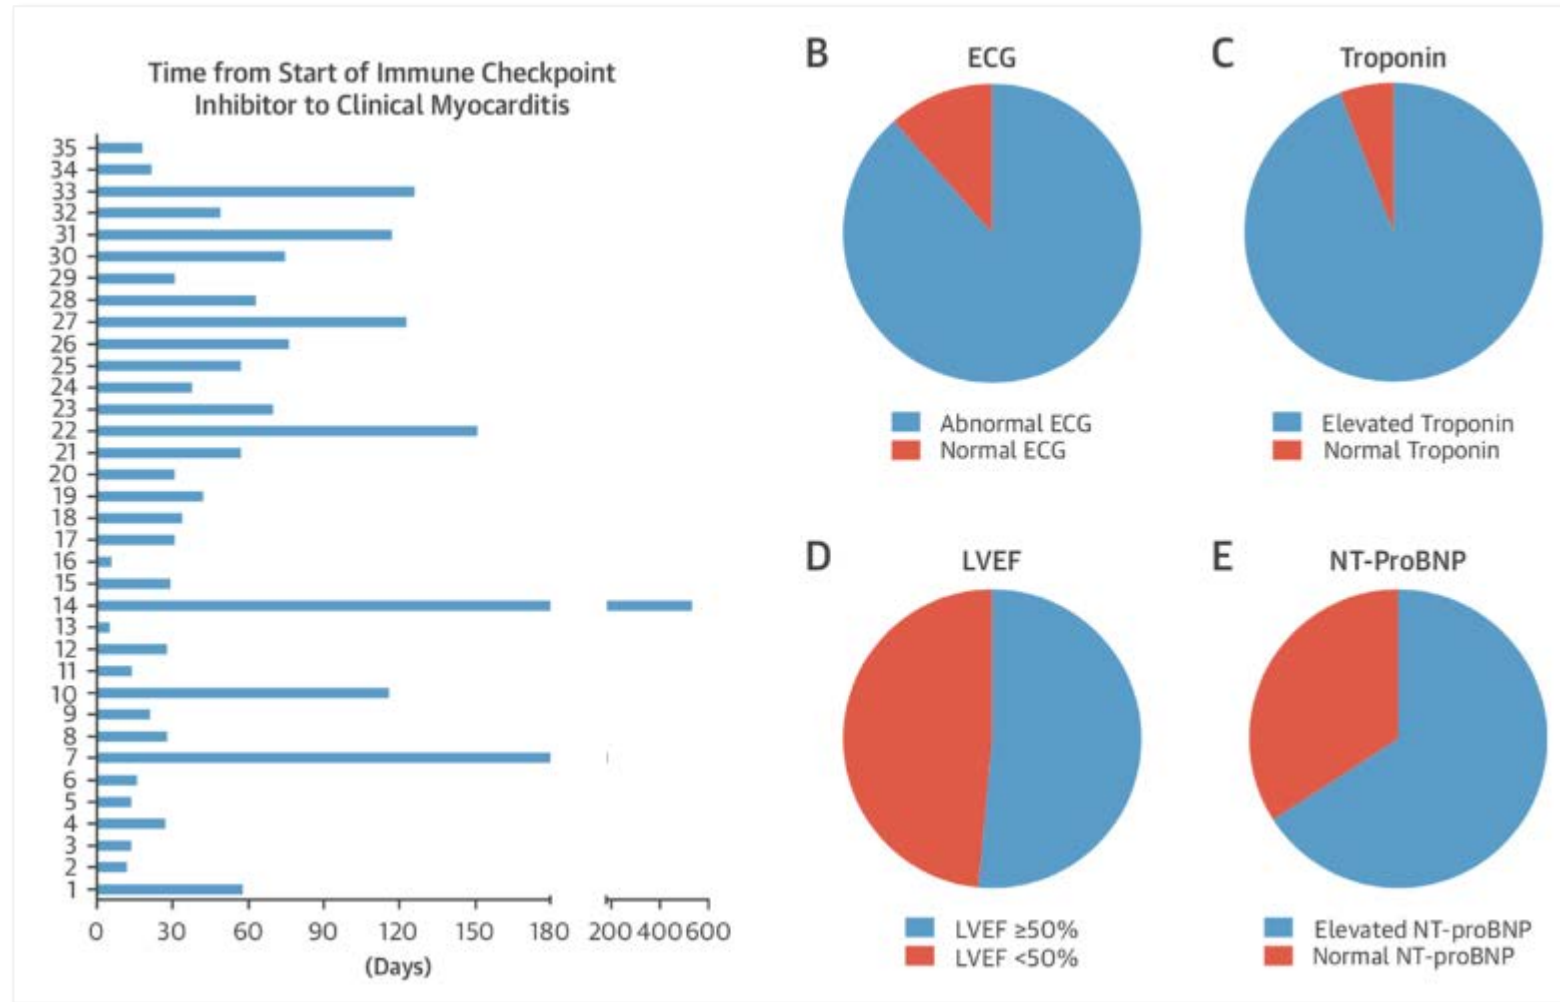 Time from Start of Immune Checkpoint
Inhibitor to Clinical Myocarditis
35
34
33
32
31
30
29
28
27
26
25
24
23
22
21
20
19
18
17
16
15
14
13
12
11
10
9
8
7
6
5
4
3
2
1
0 30 60 90 120 150 180 200 400 600
(Days)
B ECG
Abnormal ECG
Normal ECG
C Troponin
Elevated Troponin
Normal Troponin
D LVEF
LVEF ≥50%
LVEF <50%
E NT-ProBNP
Elevated NT-proBNP
Normal NT-proBNP